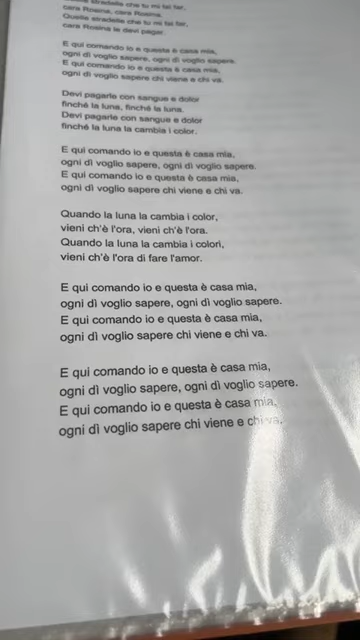 stradelle che tu mi fai far,
cara Rosina, cara Rosina.
Quelle stradelle che tu mi fai far,
cara Rosina le devi pagar.
E qui comando io e questa è casa mia,
ogni dì voglio sapere, ogni dì voglio sapere.
E qui comando io e questa è casa mia,
ogni dì voglio sapere chi viene e chi va.
Devi pagarle con sangue e dolor
finché la luna, finché la luna.
Devi pagarle con sangue e dolor
finché la luna la cambia i color.
E qui comando io e questa è casa mia,
ogni dì voglio sapere, ogni dì voglio sapere.
E qui comando io e questa è casa mia,
ogni dì voglio sapere chi viene e chi va.
Quando la luna la cambia i color,
vieni ch'è l'ora, vieni ch'è l'ora.
Quando la luna la cambia i colori,
vieni ch'è l'ora di fare l'amor.
E qui comando io e questa è casa mia,
ogni dì voglio sapere, ogni dì voglio sapere.
E qui comando io e questa è casa mia,
ogni dì voglio sapere chi viene e chi va.
E qui comando io e questa è casa mia,
ogni dì voglio sapere, ogni dì voglio sapere.
E qui comando io e questa è casa mia,
ogni dì voglio sapere chi viene e chi va.